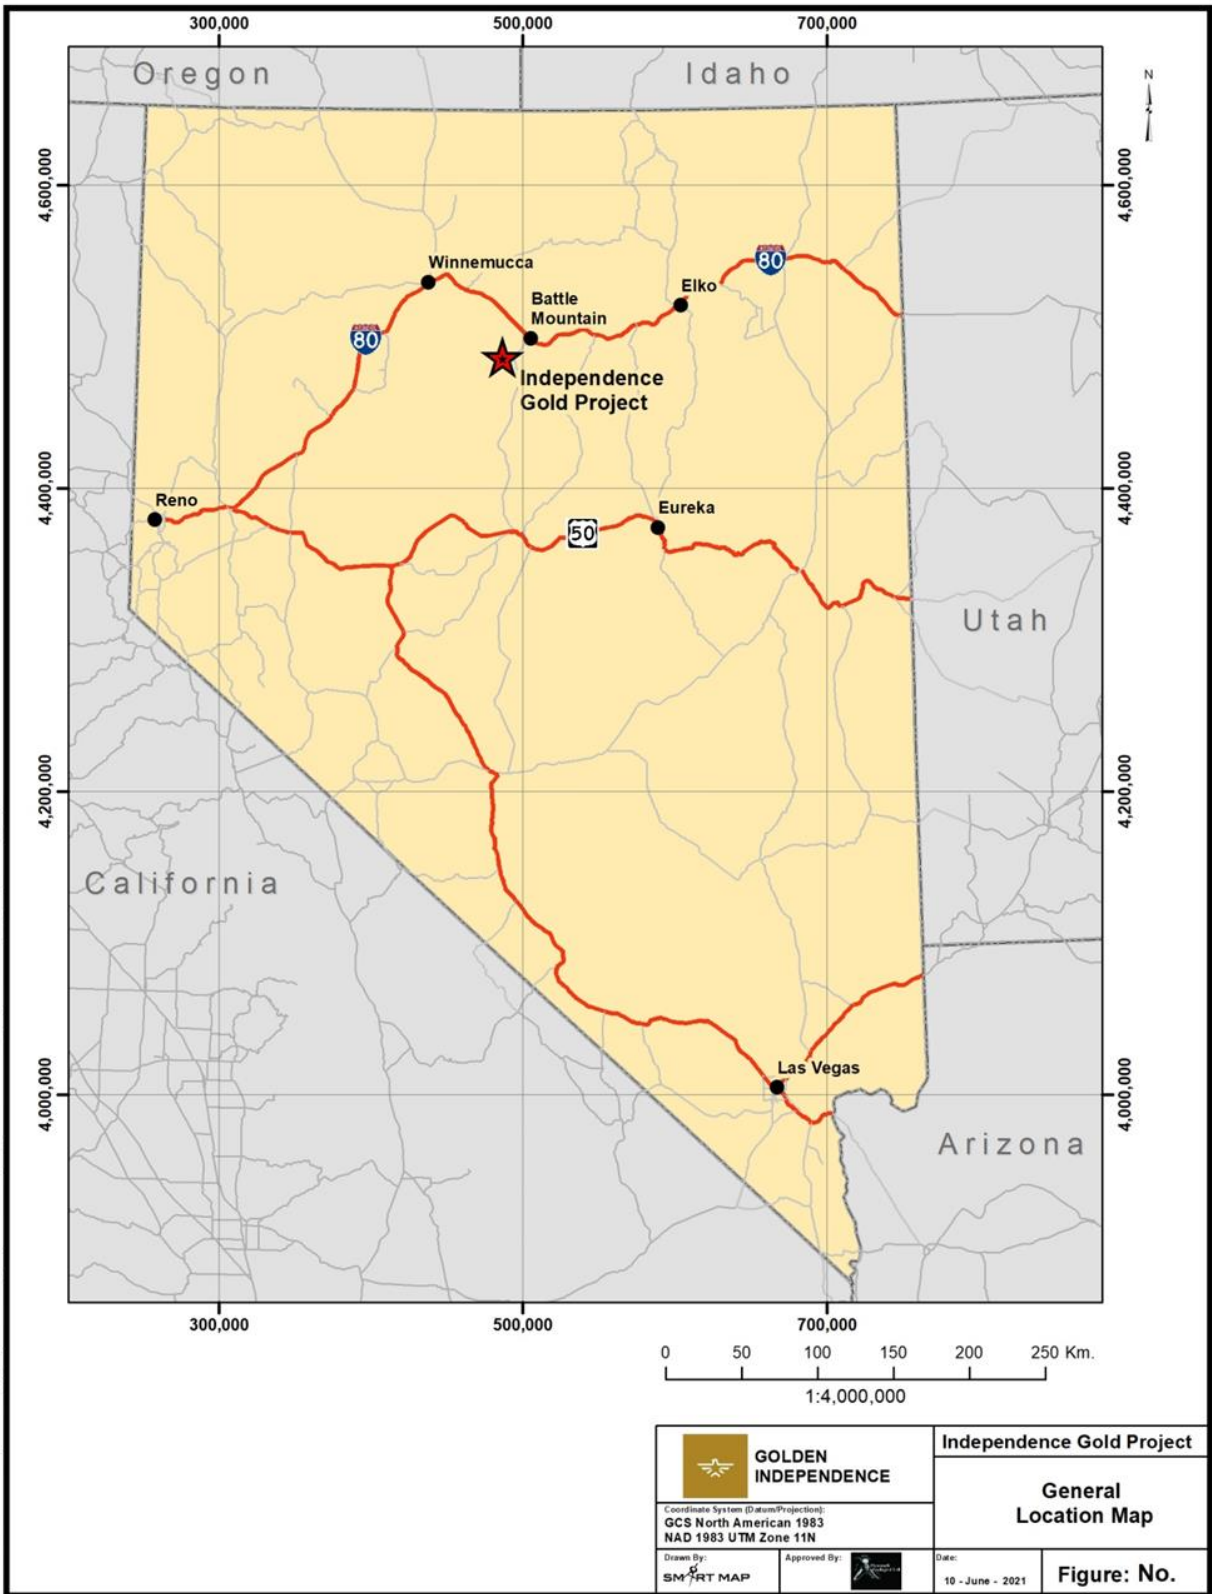 300,000 500,000 700,000
Oregon
Idaho
N
4,600,000
4,600,000
80
Winnemucca
Elko
Battle
Mountain
80
Independence
Gold Project
4,400,000
4,400,000
Reno
Eureka
50
Utah
4,200,000
4,200,000
California
Las Vegas
4,000,000
4,000,000
Arizona
300,000 500,000 700,000
0 50 100 150 200 250 Km.
1:4,000,000
GOLDEN
INDEPENDENCE
Independence Gold Project
General
Location Map
Coordinate System (Datum/Projection):
GCS North American 1983
NAD 1983 UTM Zone 11N
Drawn By:
SMART MAP
Approved By:
Date:
10 - June - 2021
Figure: No.